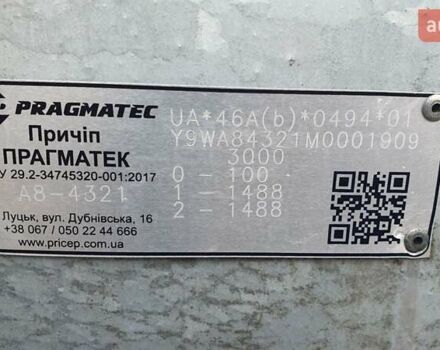 PRAGMATEC
Причіп
ПРАГМАТЕК
У 29.2-34745320-001:2017
А8-4321
Луцьк, вул. Дубнівська, 16
+38 067 / 050 22 44 666
www.pricep.com.ua
UA*46A(b)*0494*01
Y9WA84321M0001909
3000
0 - 100
1 - 1488
2 - 1488